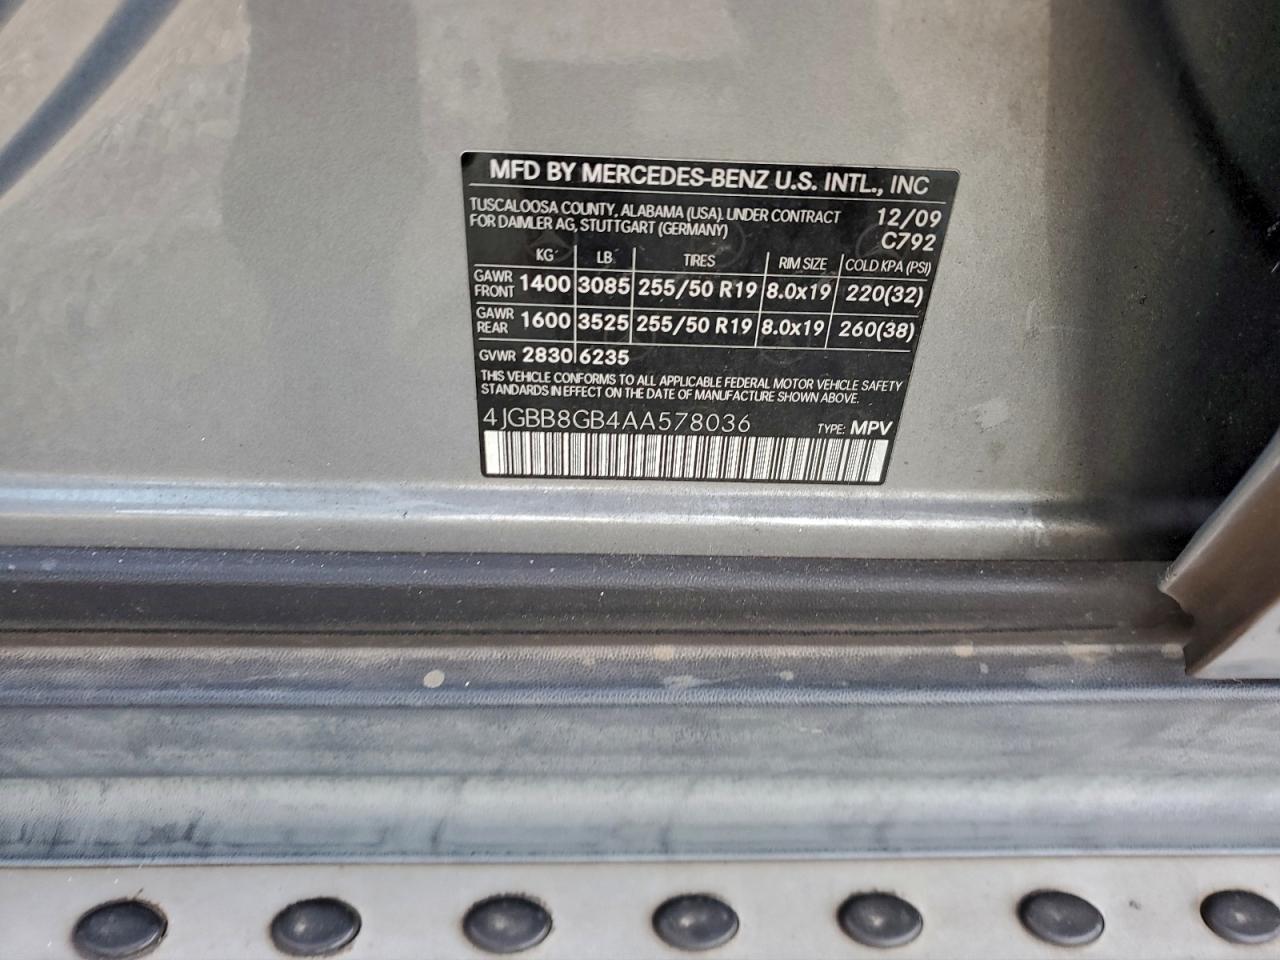 MFD BY MERCEDES-BENZ U.S. INTL., INC
TUSCALOOSA COUNTY, ALABAMA (USA). UNDER CONTRACT 12/09
FOR DAIMLER AG, STUTTGART (GERMANY) C792
KG LB TIRES RIM SIZE COLD KPA (PSI)
GAWR FRONT 1400 3085 255/50 R19 8.0x19 220(32)
GAWR REAR 1600 3525 255/50 R19 8.0x19 260(38)
GVWR 2830 6235
THIS VEHICLE CONFORMS TO ALL APPLICABLE FEDERAL MOTOR VEHICLE SAFETY
STANDARDS IN EFFECT ON THE DATE OF MANUFACTURE SHOWN ABOVE.
4JGBB8GB4AA578036 TYPE: MPV